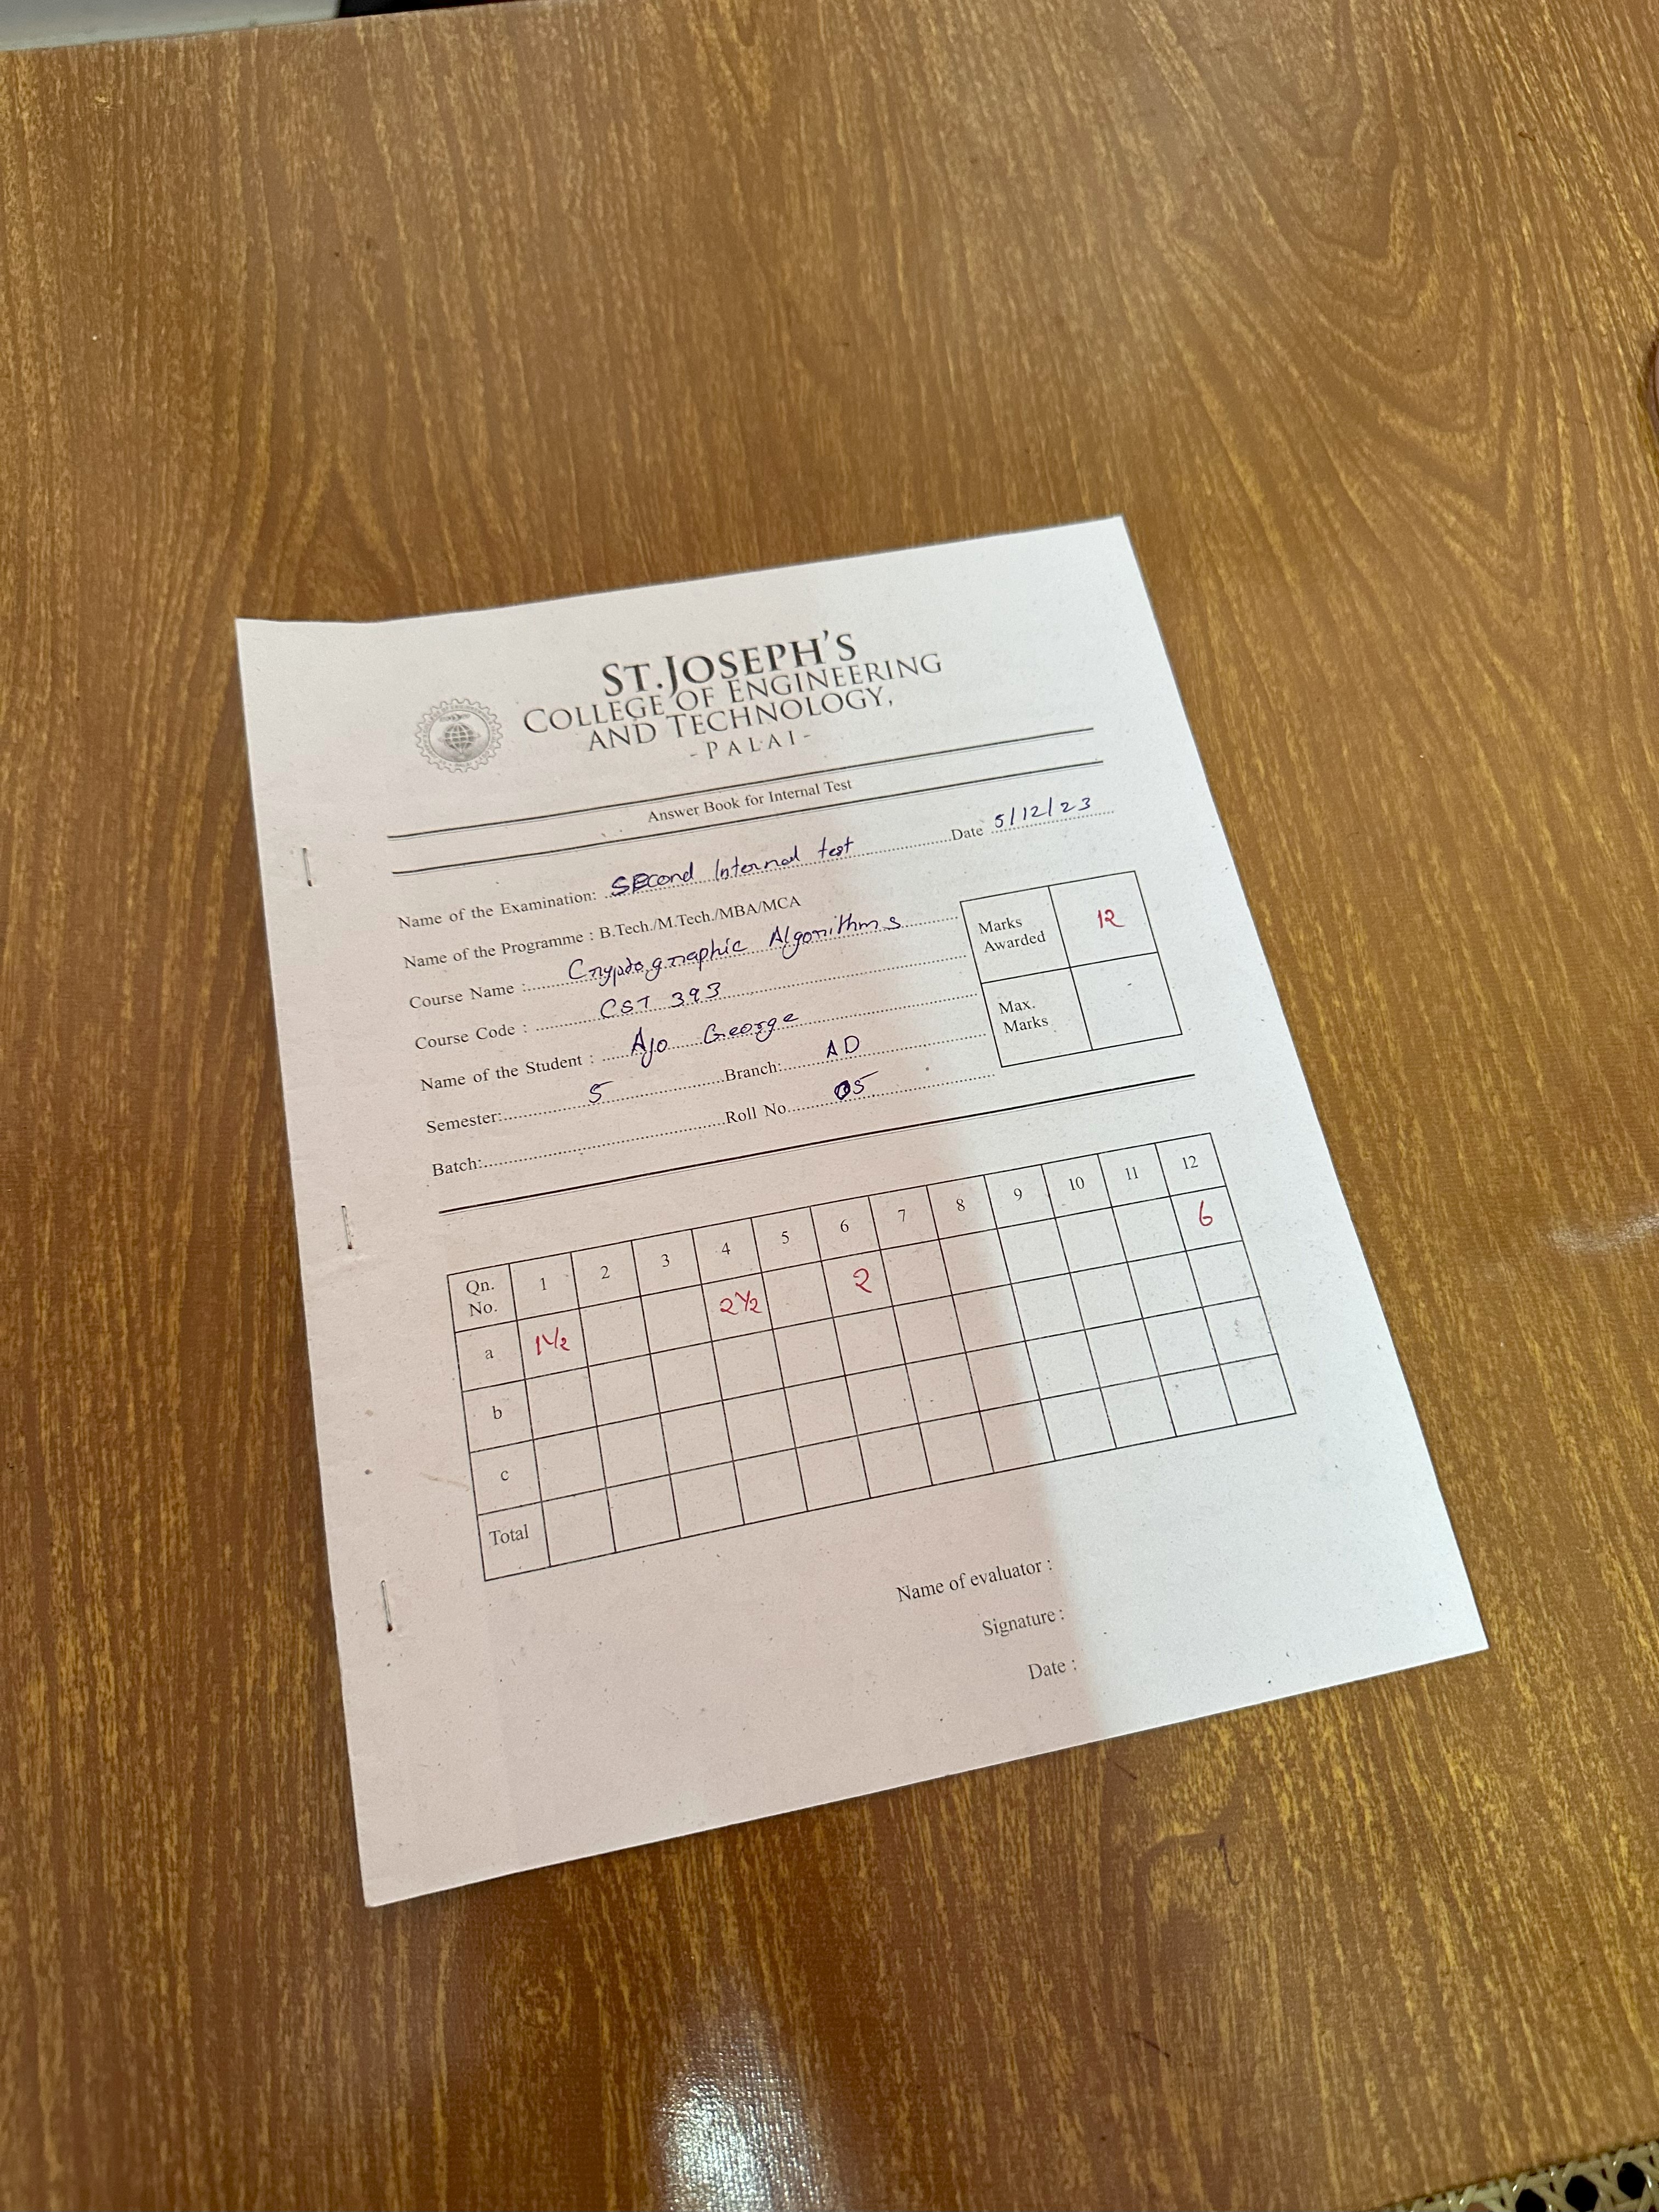 ST.JOSEPH'S
COLLEGE OF ENGINEERING
AND TECHNOLOGY,
-PALAI-
Answer Book for Internal Test
Name of the Examination: SEcond Internal test Date 5/12/23
Name of the Programme : B.Tech./M.Tech./MBA/MCA
Course Name : Cryptographic Algorithms
Course Code : CST 393
Name of the Student : Ajo George
Semester: 5 Branch: AD
Batch: Roll No. 05
Marks Awarded 12
Max. Marks
Qn. No. 1 2 3 4 5 6 7 8 9 10 11 12
a 1½ 2½ 2 6
b
c
Total
Name of evaluator :
Signature :
Date :